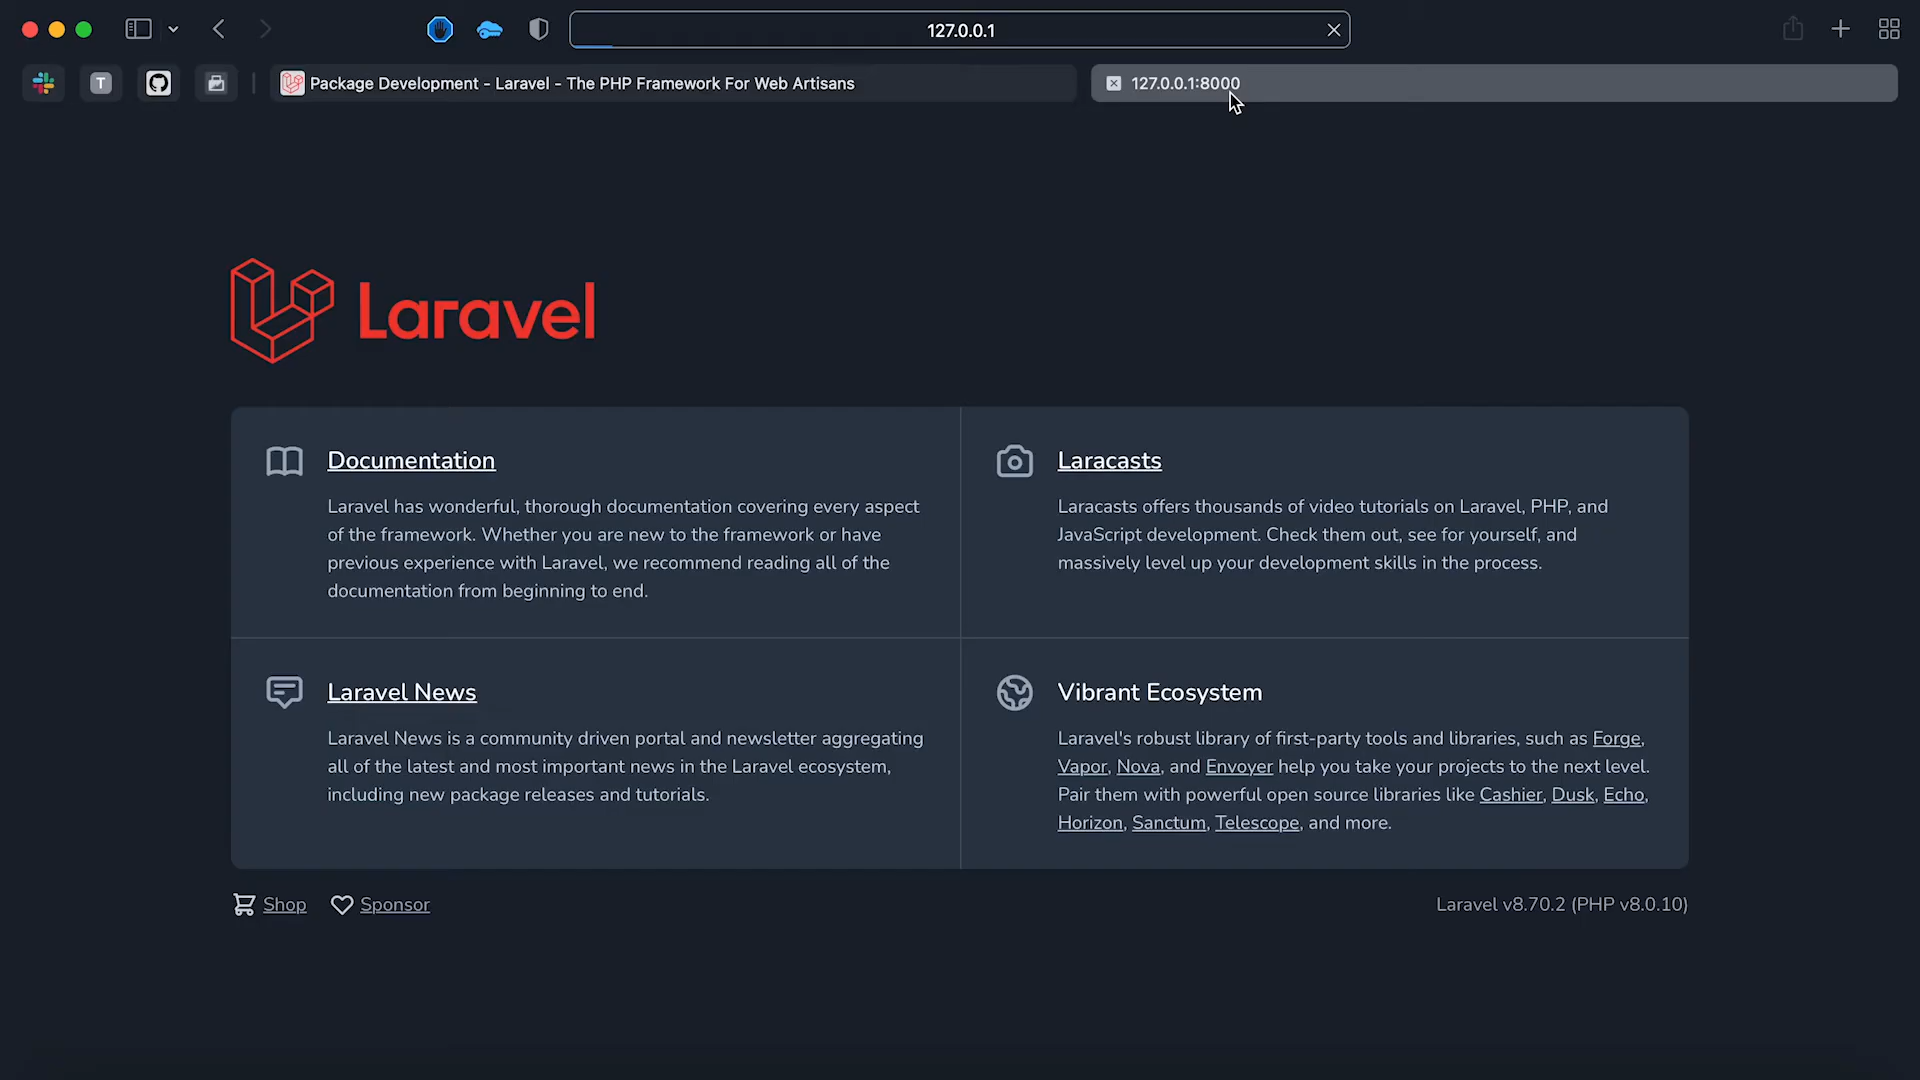 127.0.0.1
T
Package Development - Laravel - The PHP Framework For Web Artisans
127.0.0.1:8000
Laravel
Documentation
Laravel has wonderful, thorough documentation covering every aspect
of the framework. Whether you are new to the framework or have
previous experience with Laravel, we recommend reading all of the
documentation from beginning to end.
Laracasts
Laracasts offers thousands of video tutorials on Laravel, PHP, and
JavaScript development. Check them out, see for yourself, and
massively level up your development skills in the process.
Laravel News
Laravel News is a community driven portal and newsletter aggregating
all of the latest and most important news in the Laravel ecosystem,
including new package releases and tutorials.
Vibrant Ecosystem
Laravel's robust library of first-party tools and libraries, such as Forge,
Vapor, Nova, and Envoyer help you take your projects to the next level.
Pair them with powerful open source libraries like Cashier, Dusk, Echo,
Horizon, Sanctum, Telescope, and more.
Shop
Sponsor
Laravel v8.70.2 (PHP v8.0.10)